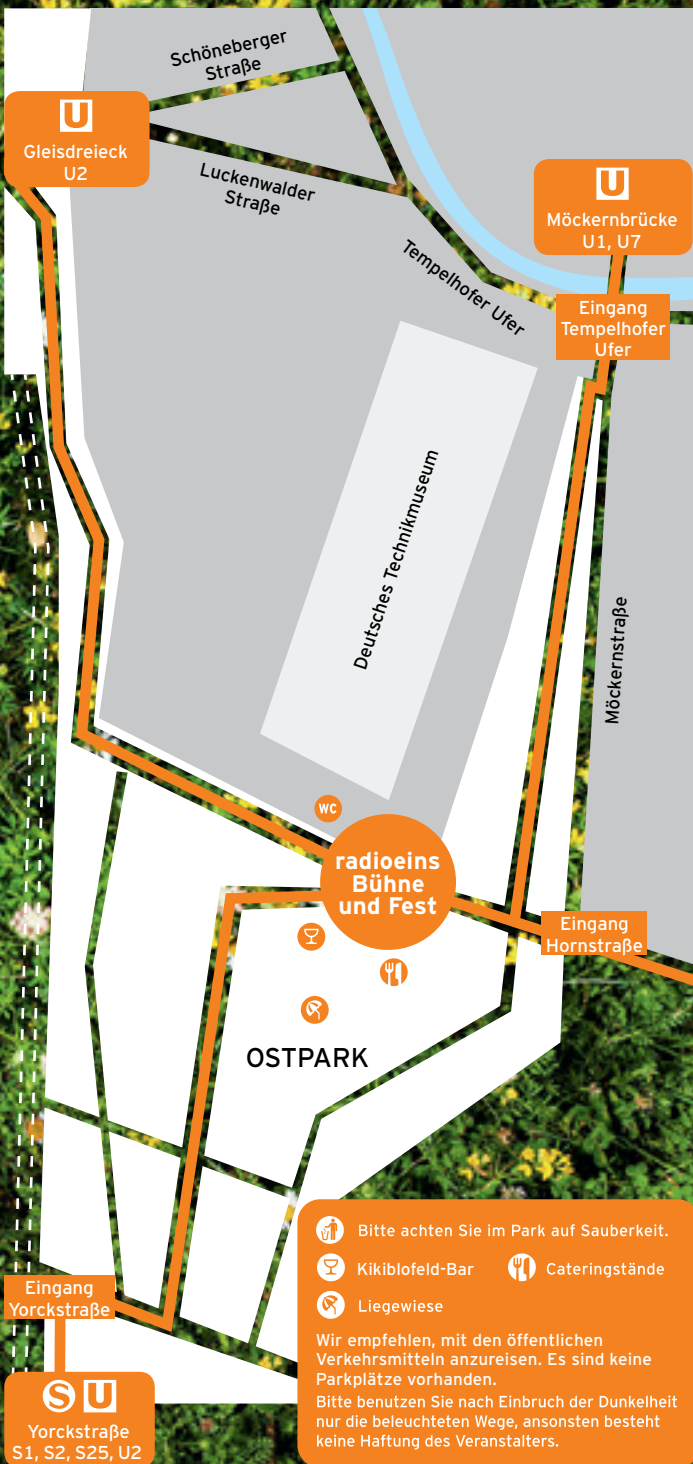 Schöneberger
Straße
U
Gleisdreieck
U2
Luckenwalder
Straße
U
Möckernbrücke
U1, U7
Tempelhofer Ufer
Eingang
Tempelhofer
Ufer
Deutsches Technikmuseum
Möckernstraße
WC
radioeins
Bühne
und Fest
Eingang
Hornstraße
OSTPARK
Eingang
Yorckstraße
S U
Yorckstraße
S1, S2, S25, U2
Bitte achten Sie im Park auf Sauberkeit.
Kikiblofeld-Bar
Cateringstände
Liegewiese
Wir empfehlen, mit den öffentlichen
Verkehrsmitteln anzureisen. Es sind keine
Parkplätze vorhanden.
Bitte benutzen Sie nach Einbruch der Dunkelheit
nur die beleuchteten Wege, ansonsten besteht
keine Haftung des Veranstalters.